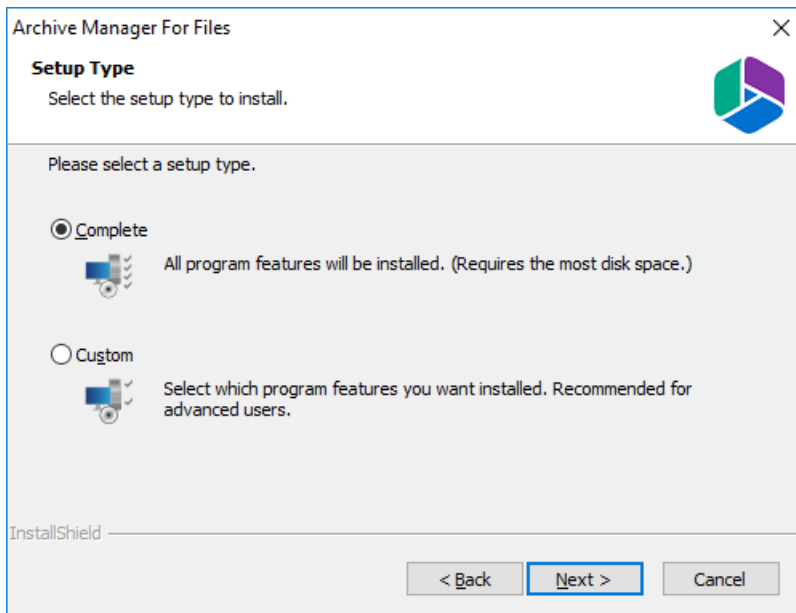 Archive Manager For Files
Setup Type
Select the setup type to install.
Please select a setup type.
Complete
All program features will be installed. (Requires the most disk space.)
Custom
Select which program features you want installed. Recommended for
advanced users.
InstallShield
< Back
Next >
Cancel